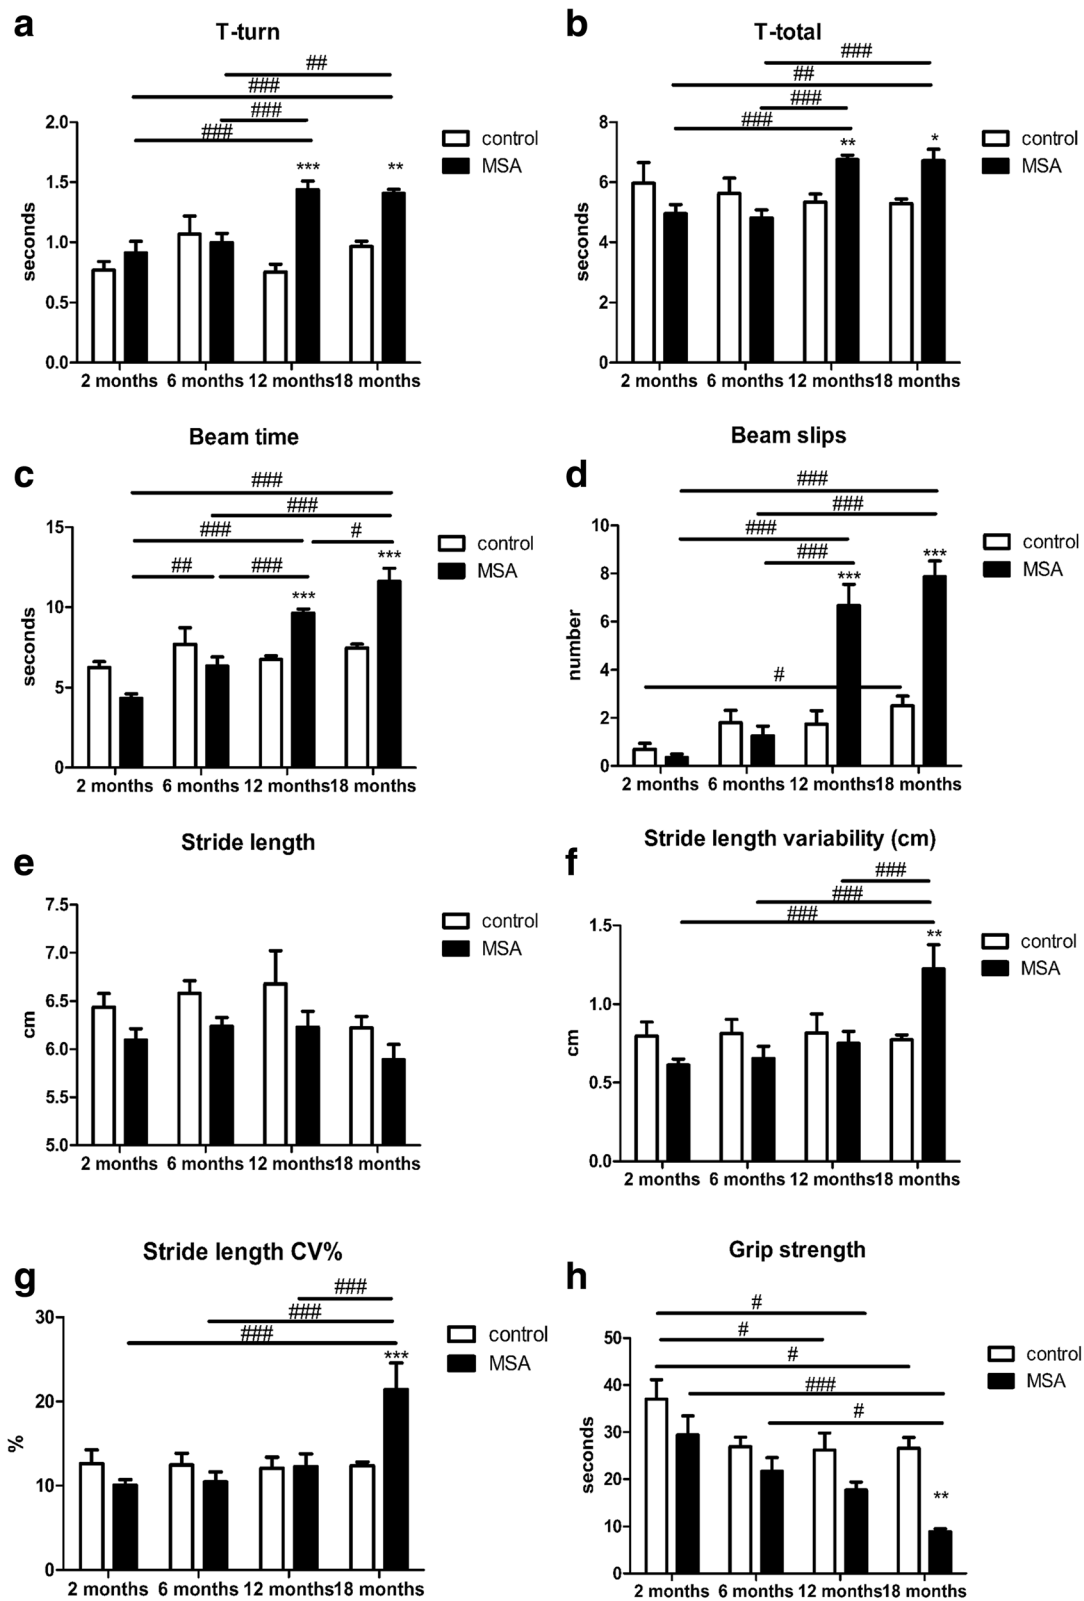 a
T-turn
##
###
###
###
2.0
1.5
1.0
0.5
0.0
seconds
***
**
control
MSA
2 months 6 months 12 months18 months
b
T-total
###
##
###
###
8
6
4
2
0
seconds
**
*
control
MSA
2 months 6 months 12 months18 months
c
Beam time
###
###
###
#
##
###
15
10
5
0
seconds
***
***
control
MSA
2 months 6 months 12 months18 months
d
Beam slips
###
###
###
###
#
10
8
6
4
2
0
number
***
***
control
MSA
2 months 6 months 12 months18 months
e
Stride length
7.5
7.0
6.5
6.0
5.5
5.0
cm
control
MSA
2 months 6 months 12 months18 months
f
Stride length variability (cm)
###
###
###
1.5
1.0
0.5
0.0
cm
**
control
MSA
2 months 6 months 12 months18 months
g
Stride length CV%
###
###
###
30
20
10
0
%
***
control
MSA
2 months 6 months 12 months18 months
h
Grip strength
#
#
#
###
#
50
40
30
20
10
0
seconds
**
control
MSA
2 months 6 months 12 months18 months